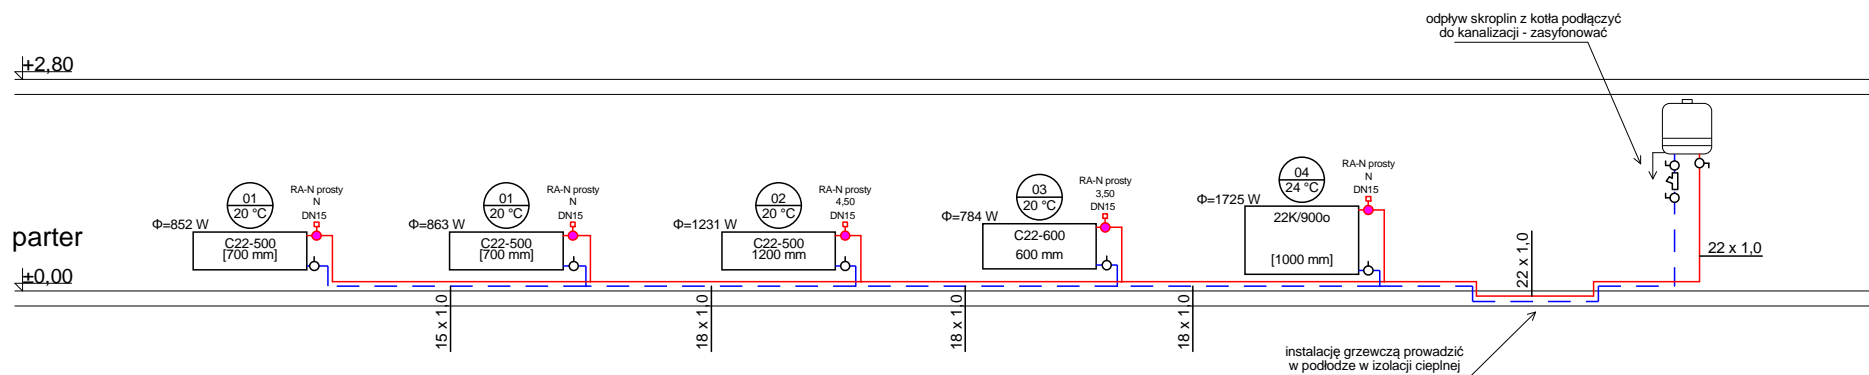 odpływ skroplin z kotła podłączyć
do kanalizacji - zasyfonować
+2,80
parter
±0,00
Φ=852 W
01
20 °C
RA-N prosty
N
DN15
C22-500
[700 mm]
Φ=863 W
01
20 °C
RA-N prosty
N
DN15
C22-500
[700 mm]
Φ=1231 W
02
20 °C
RA-N prosty
4,50
DN15
C22-500
1200 mm
Φ=784 W
03
20 °C
RA-N prosty
3,50
DN15
C22-600
600 mm
Φ=1725 W
04
24 °C
RA-N prosty
N
DN15
22K/900o
[1000 mm]
22 x 1,0
22 x 1,0
15 x 1,0
18 x 1,0
18 x 1,0
18 x 1,0
instalację grzewczą prowadzić
w podłodze w izolacji cieplnej